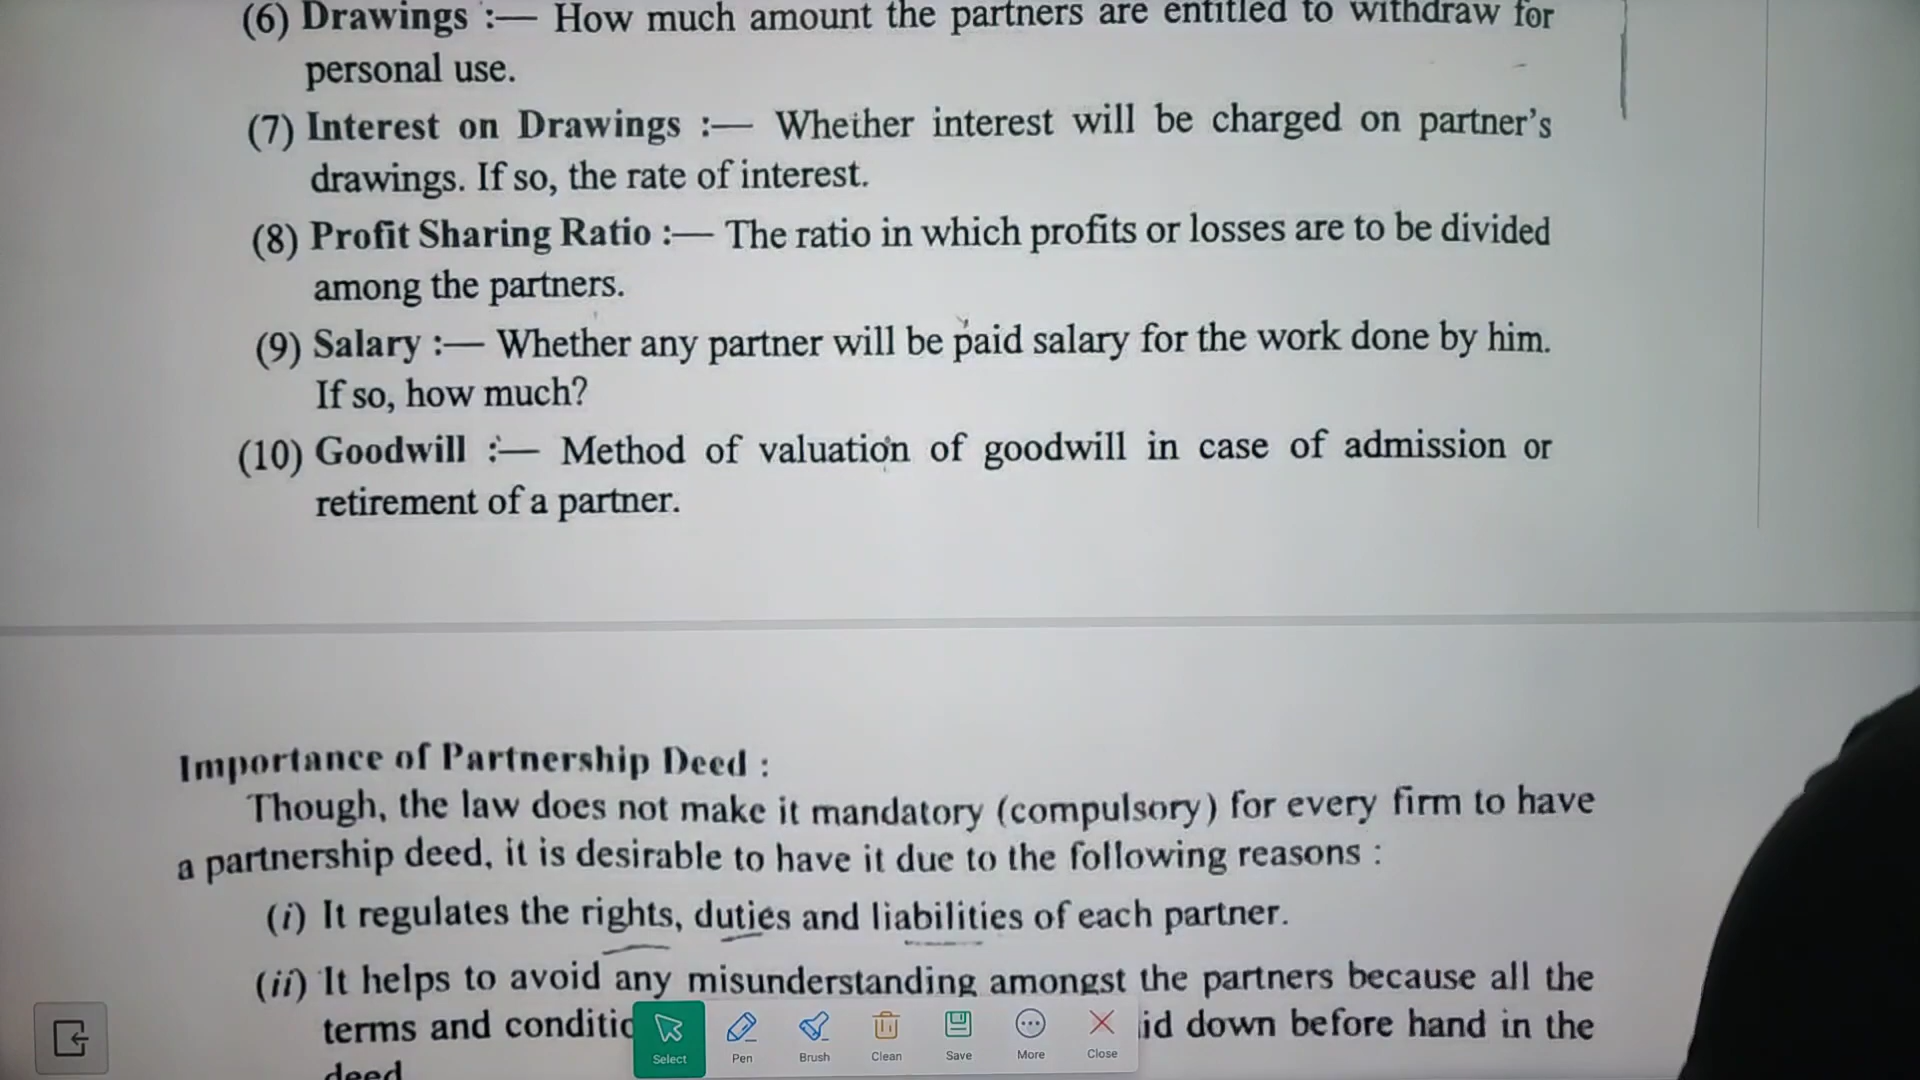 (6) Drawings :— How much amount the partners are entitled to withdraw for
personal use.
(7) Interest on Drawings :— Whether interest will be charged on partner's
drawings. If so, the rate of interest.
(8) Profit Sharing Ratio :— The ratio in which profits or losses are to be divided
among the partners.
(9) Salary :— Whether any partner will be paid salary for the work done by him.
If so, how much?
(10) Goodwill :— Method of valuation of goodwill in case of admission or
retirement of a partner.
Importance of Partnership Deed :
Though, the law does not make it mandatory (compulsory) for every firm to have
a partnership deed, it is desirable to have it due to the following reasons :
(i) It regulates the rights, duties and liabilities of each partner.
(ii) It helps to avoid any misunderstanding amongst the partners because all the
terms and conditio id down before hand in the
deed
Select Pen Brush Clean Save More Close